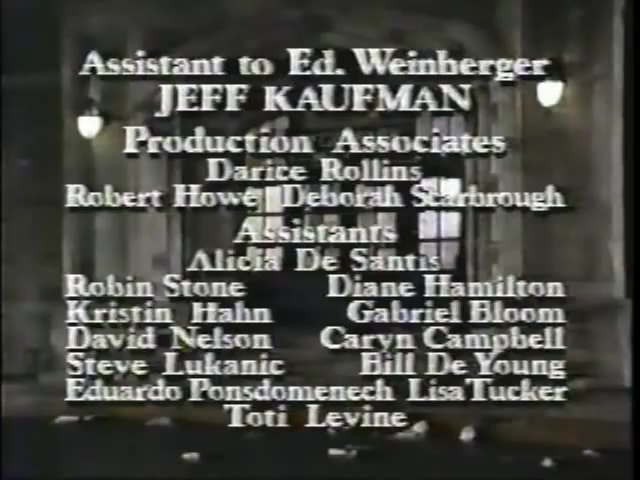 Assistant to Ed. Weinberger
JEFF KAUFMAN
Production Associates
Darice Rollins
Robert Howe Deborah Scarbrough
Assistants
Alicia De Santis
Robin Stone Diane Hamilton
Kristin Hahn Gabriel Bloom
David Nelson Caryn Campbell
Steve Lukanic Bill De Young
Eduardo Ponsdomenech Lisa Tucker
Toti Levine